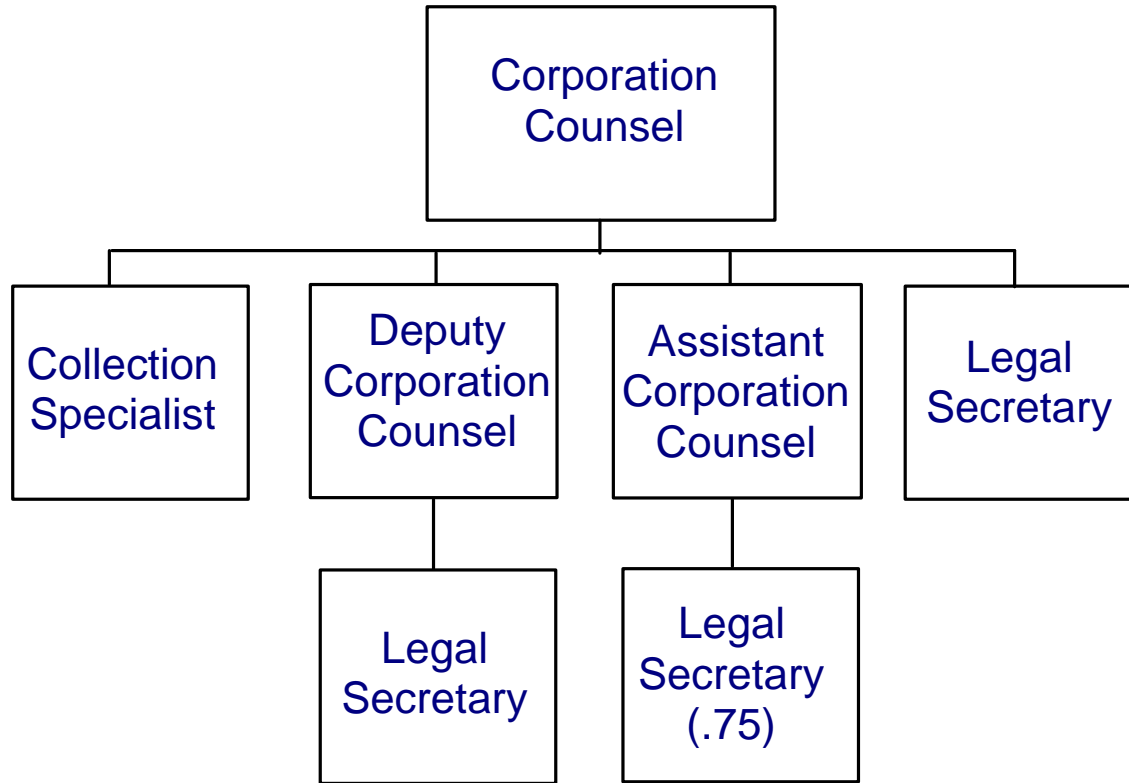 Corporation
Counsel
Collection
Specialist
Deputy
Corporation
Counsel
Assistant
Corporation
Counsel
Legal
Secretary
Legal
Secretary
Legal
Secretary
(.75)